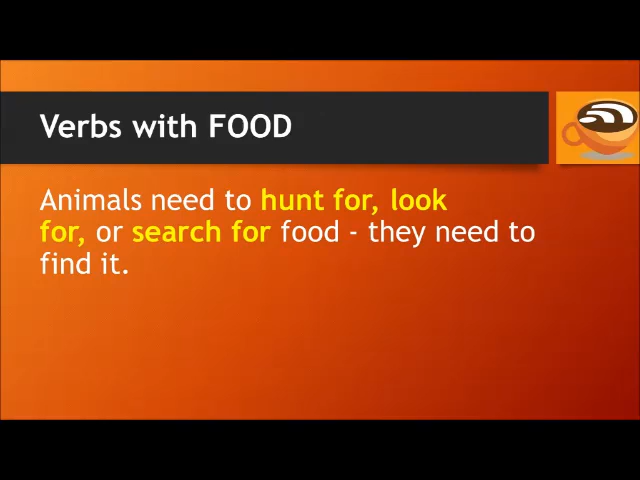 Verbs with FOOD
Animals need to hunt for, look
for, or search for food - they need to
find it.